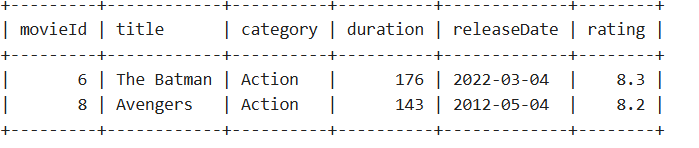 +---------+------------+----------+----------+-------------+--------+
| movieId | title      | category | duration | releaseDate | rating |
+---------+------------+----------+----------+-------------+--------+
|       6 | The Batman | Action   |      176 | 2022-03-04  |    8.3 |
|       8 | Avengers   | Action   |      143 | 2012-05-04  |    8.2 |
+---------+------------+----------+----------+-------------+--------+